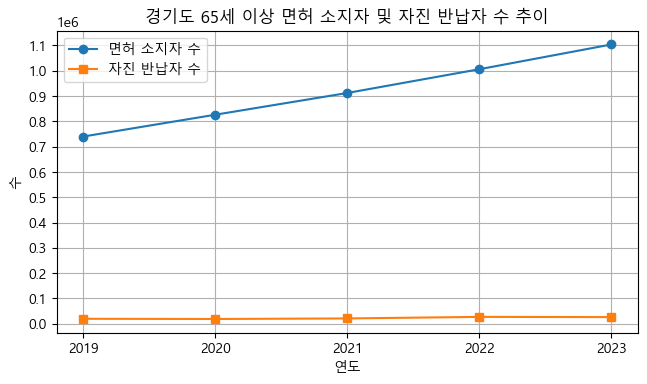 경기도 65세 이상 면허 소지자 및 자진 반납자 수 추이
1e6
면허 소지자 수
자진 반납자 수
1.1
1.0
0.9
0.8
0.7
0.6
0.5
0.4
0.3
0.2
0.1
0.0
수
2019 2020 2021 2022 2023
연도